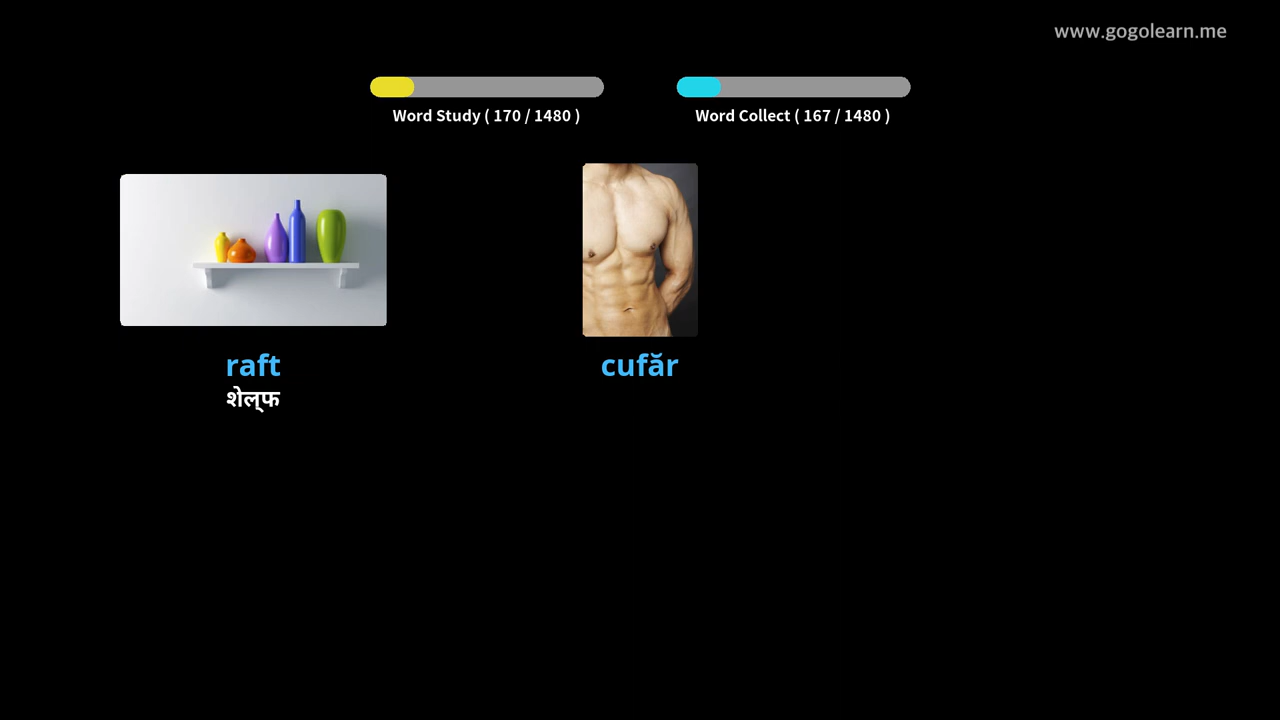 www.gogolearn.me
Word Study ( 170 / 1480 )
Word Collect ( 167 / 1480 )
raft
शेल्फ
cufăr